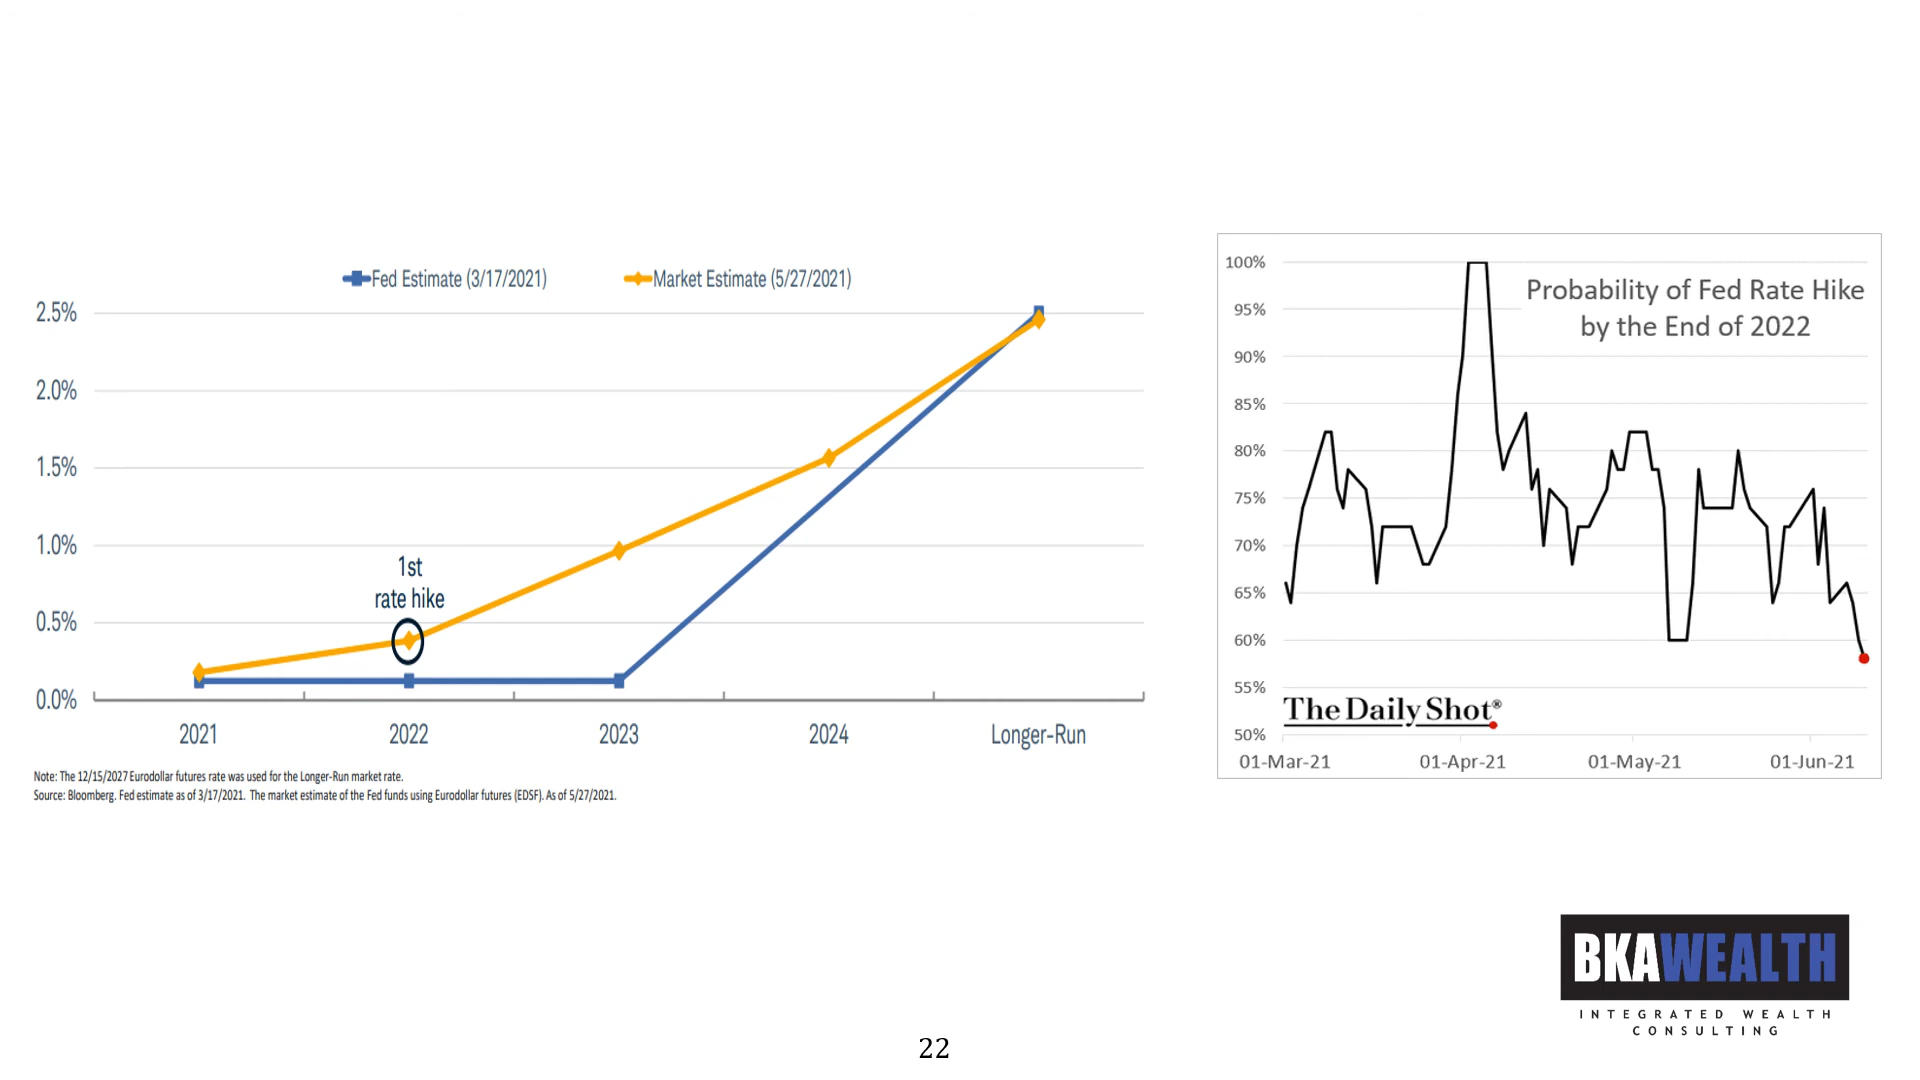 Fed Estimate (3/17/2021)
Market Estimate (5/27/2021)
2.5%
2.0%
1.5%
1.0%
0.5%
0.0%
1st
rate hike
2021
2022
2023
2024
Longer-Run
Note: The 12/15/2027 Eurodollar futures rate was used for the Longer-Run market rate.
Source: Bloomberg. Fed estimate as of 3/17/2021. The market estimate of the Fed funds using Eurodollar futures (EDSF). As of 5/27/2021.
Probability of Fed Rate Hike
by the End of 2022
100%
95%
90%
85%
80%
75%
70%
65%
60%
55%
50%
The Daily Shot®
01-Mar-21
01-Apr-21
01-May-21
01-Jun-21
BKAWEALTH
INTEGRATED WEALTH
CONSULTING
22